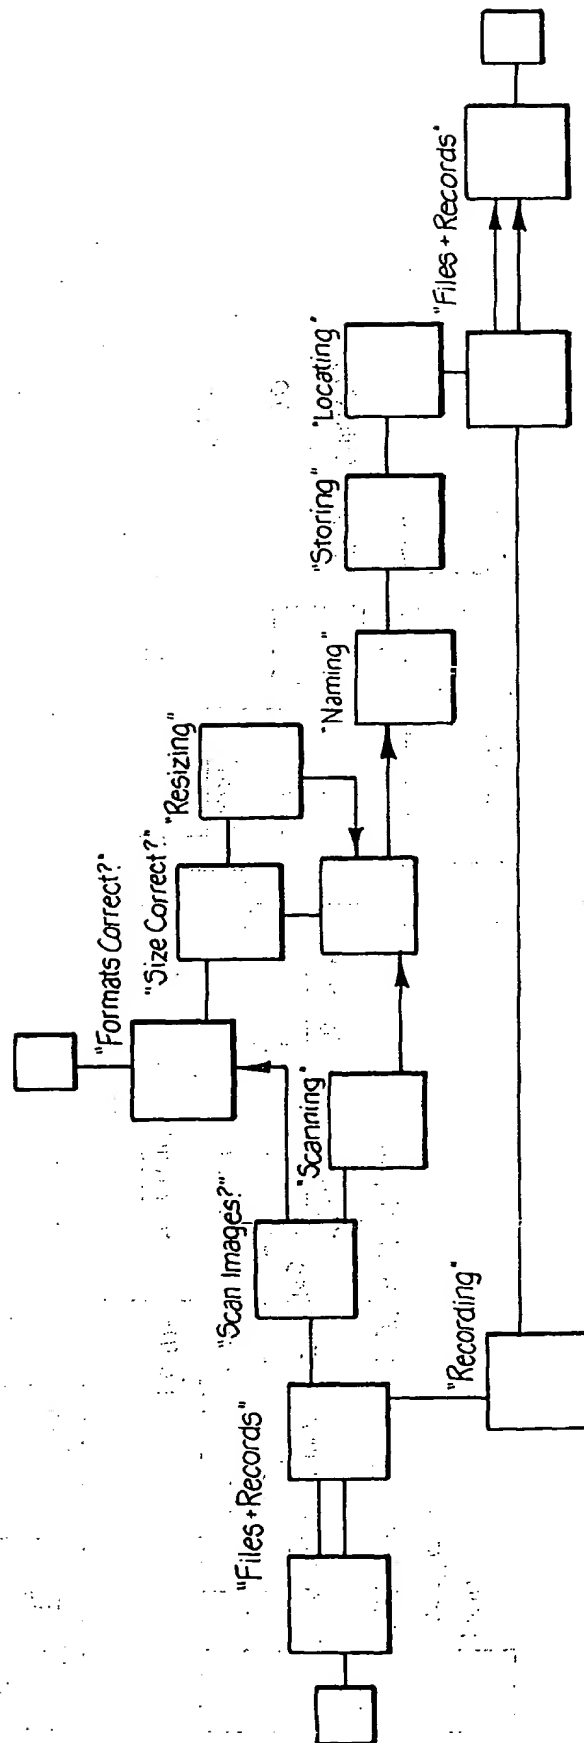 "Files+Records"
"Recording"
"Scan Images?"
"Scanning"
"Formats Correct?"
"Size Correct?"
"Resizing"
"Naming"
"Storing"
"Locating"
"Files+Records"